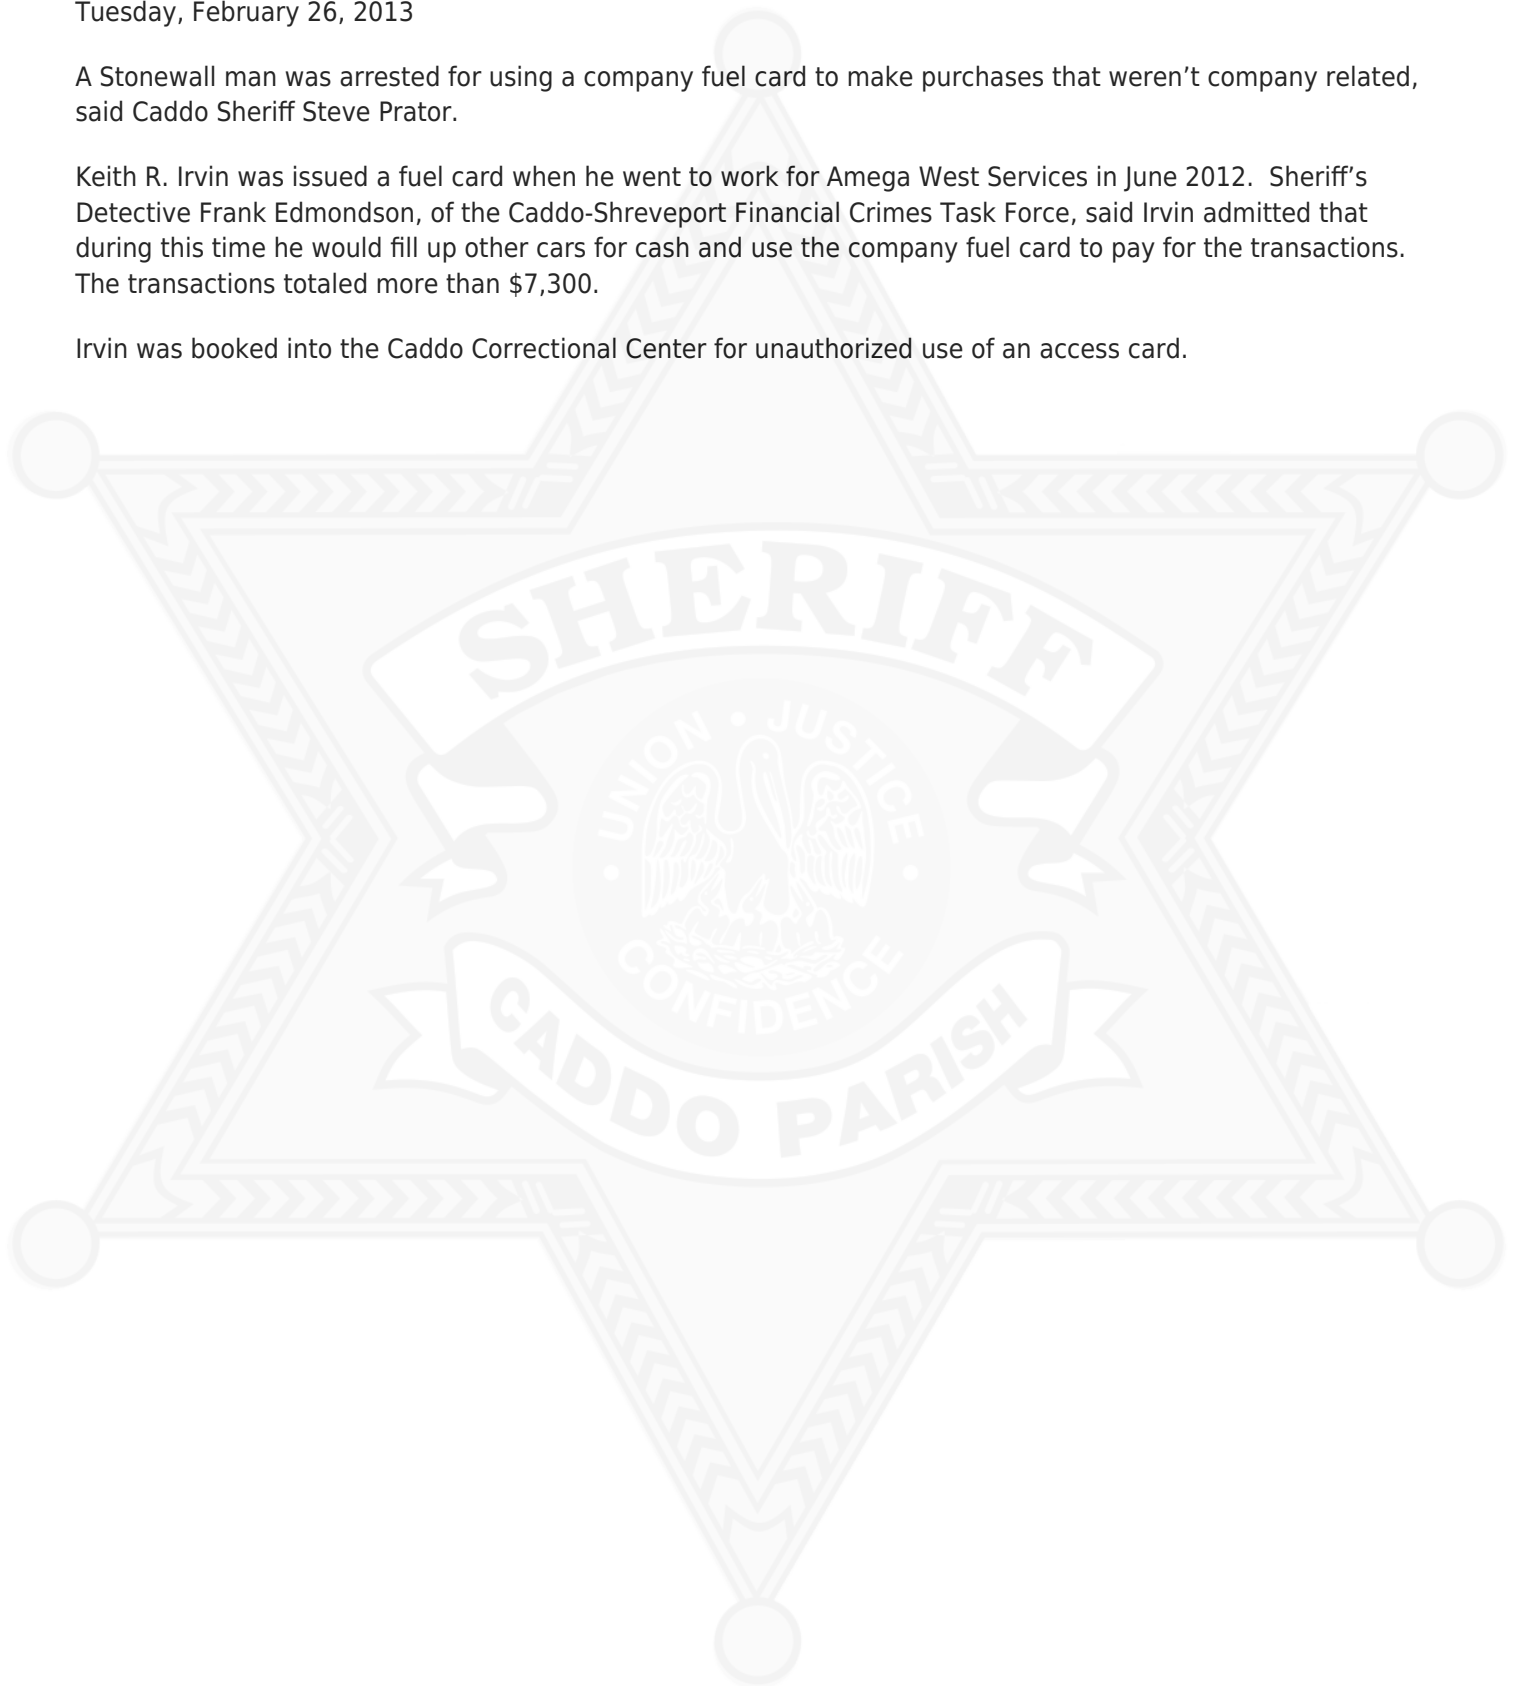 Tuesday, February 26, 2013
A Stonewall man was arrested for using a company fuel card to make purchases that weren’t company related,
said Caddo Sheriff Steve Prator.
Keith R. Irvin was issued a fuel card when he went to work for Amega West Services in June 2012.  Sheriff’s
Detective Frank Edmondson, of the Caddo-Shreveport Financial Crimes Task Force, said Irvin admitted that
during this time he would fill up other cars for cash and use the company fuel card to pay for the transactions.
The transactions totaled more than $7,300.
Irvin was booked into the Caddo Correctional Center for unauthorized use of an access card.
SHERIFF
UNION • JUSTICE
• CONFIDENCE •
CADDO PARISH